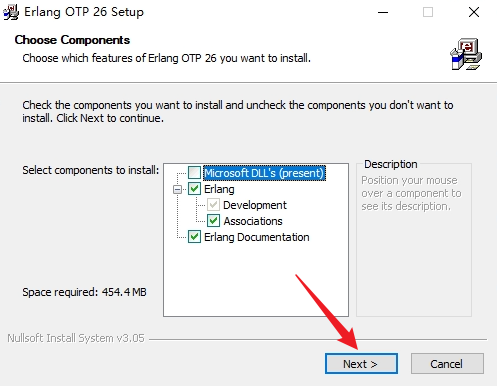 Erlang OTP 26 Setup
Choose Components
Choose which features of Erlang OTP 26 you want to install.
Check the components you want to install and uncheck the components you don't want to
install. Click Next to continue.
Select components to install:
Microsoft DLL's (present)
Erlang
Development
Associations
Erlang Documentation
Description
Position your mouse
over a component to
see its description.
Space required: 454.4 MB
Nullsoft Install System v3.05
Next >
Cancel